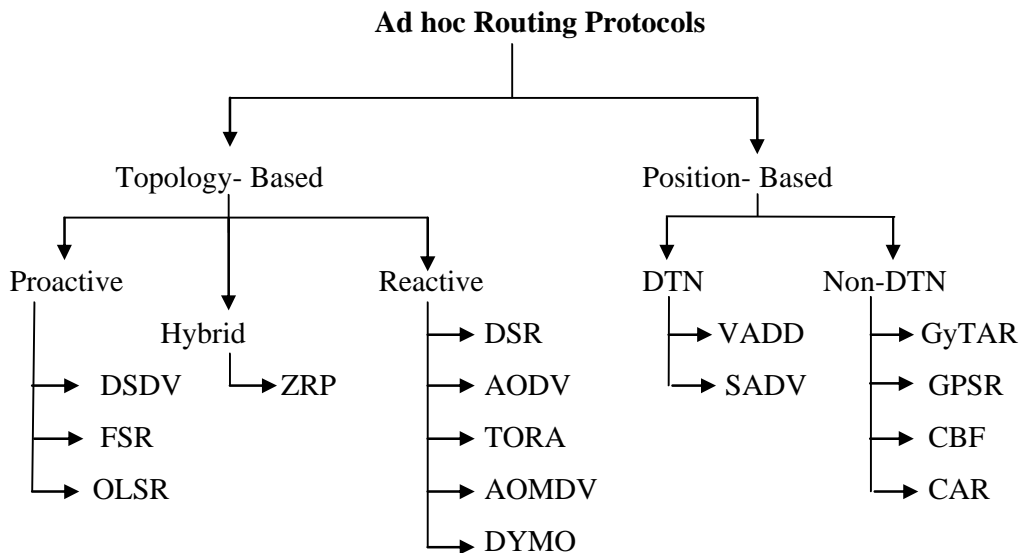 Ad hoc Routing Protocols
Topology- Based
Position- Based
Proactive
Hybrid
Reactive
DTN
Non-DTN
DSDV
FSR
OLSR
ZRP
DSR
AODV
TORA
AOMDV
DYMO
VADD
SADV
GyTAR
GPSR
CBF
CAR